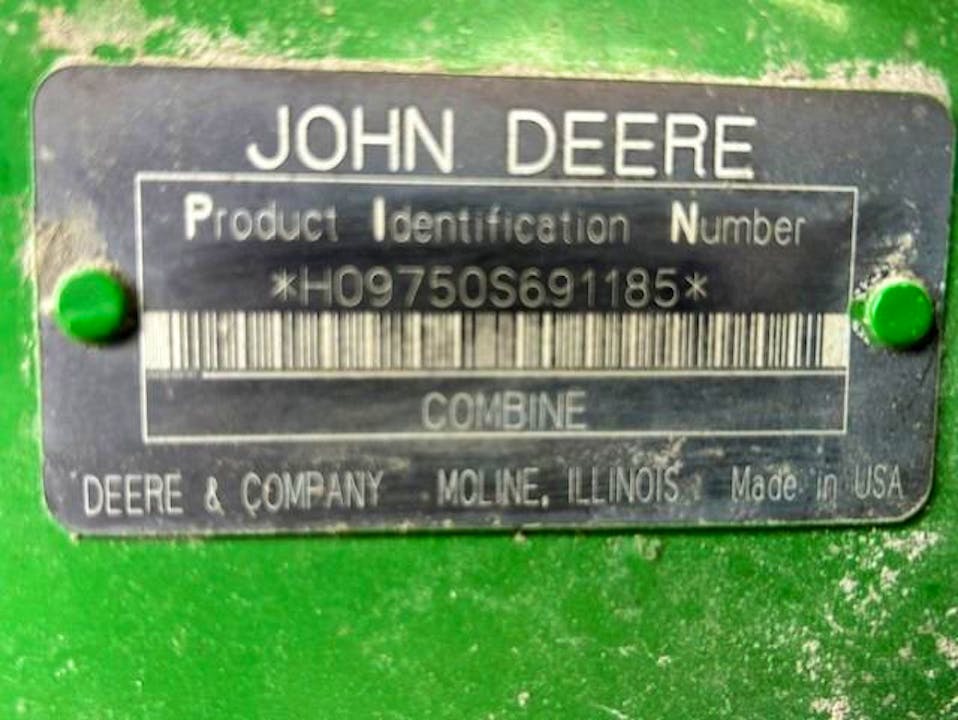 JOHN DEERE
Product Identification Number
*H09750S691185*
COMBINE
DEERE & COMPANY MOLINE, ILLINOIS Made in USA